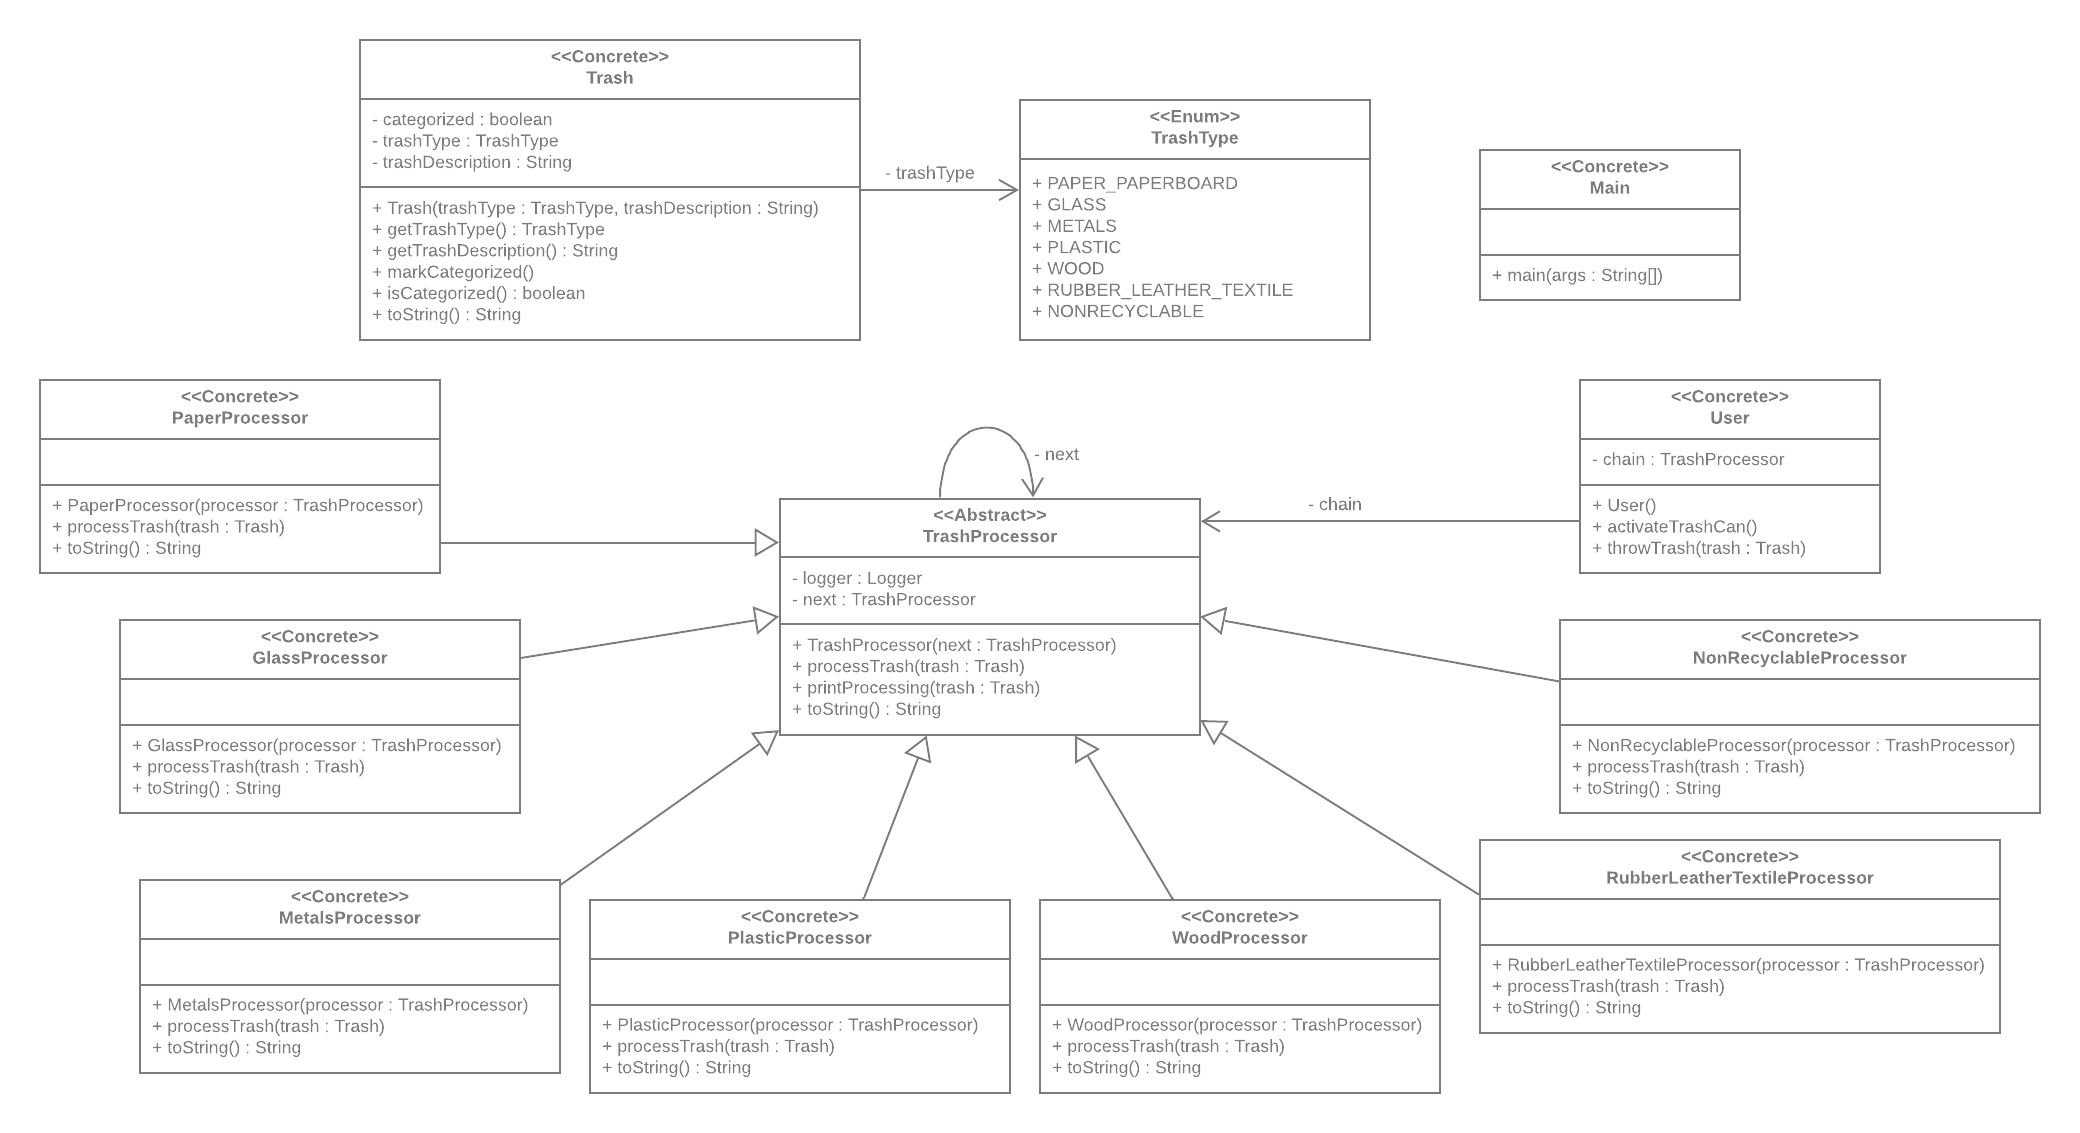 <<Concrete>>
Trash
- categorized : boolean
- trashType : TrashType
- trashDescription : String
+ Trash(trashType : TrashType, trashDescription : String)
+ getTrashType() : TrashType
+ getTrashDescription() : String
+ markCategorized()
+ isCategorized() : boolean
+ toString() : String
- trashType
<<Enum>>
TrashType
+ PAPER_PAPERBOARD
+ GLASS
+ METALS
+ PLASTIC
+ WOOD
+ RUBBER_LEATHER_TEXTILE
+ NONRECYCLABLE
<<Concrete>>
Main
+ main(args : String[])
<<Concrete>>
PaperProcessor
+ PaperProcessor(processor : TrashProcessor)
+ processTrash(trash : Trash)
+ toString() : String
- next
<<Abstract>>
TrashProcessor
- logger : Logger
- next : TrashProcessor
+ TrashProcessor(next : TrashProcessor)
+ processTrash(trash : Trash)
+ printProcessing(trash : Trash)
+ toString() : String
- chain
<<Concrete>>
User
- chain : TrashProcessor
+ User()
+ activateTrashCan()
+ throwTrash(trash : Trash)
<<Concrete>>
GlassProcessor
+ GlassProcessor(processor : TrashProcessor)
+ processTrash(trash : Trash)
+ toString() : String
<<Concrete>>
NonRecyclableProcessor
+ NonRecyclableProcessor(processor : TrashProcessor)
+ processTrash(trash : Trash)
+ toString() : String
<<Concrete>>
MetalsProcessor
+ MetalsProcessor(processor : TrashProcessor)
+ processTrash(trash : Trash)
+ toString() : String
<<Concrete>>
PlasticProcessor
+ PlasticProcessor(processor : TrashProcessor)
+ processTrash(trash : Trash)
+ toString() : String
<<Concrete>>
WoodProcessor
+ WoodProcessor(processor : TrashProcessor)
+ processTrash(trash : Trash)
+ toString() : String
<<Concrete>>
RubberLeatherTextileProcessor
+ RubberLeatherTextileProcessor(processor : TrashProcessor)
+ processTrash(trash : Trash)
+ toString() : String